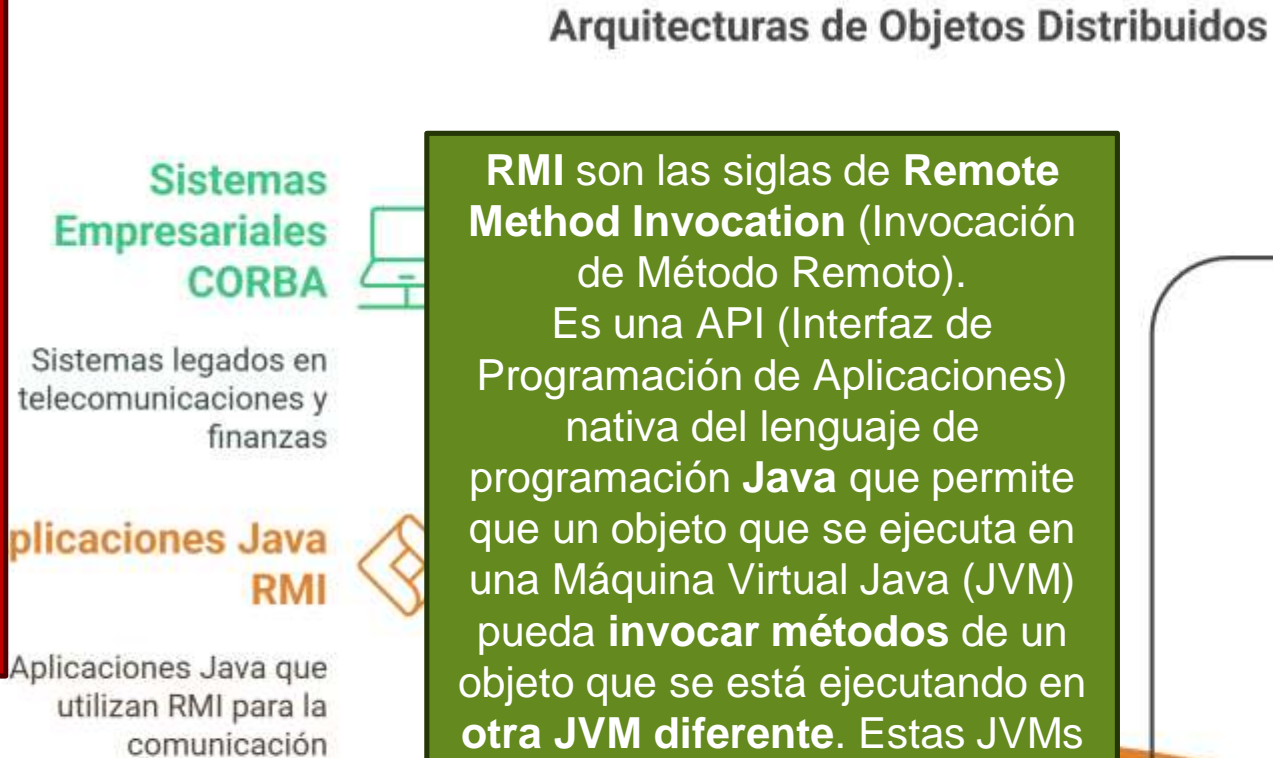 Arquitecturas de Objetos Distribuidos
Sistemas
Empresariales
CORBA
Sistemas legados en
telecomunicaciones y
finanzas
plicaciones Java
RMI
Aplicaciones Java que
utilizan RMI para la
comunicación
RMI son las siglas de Remote
Method Invocation (Invocación
de Método Remoto).
Es una API (Interfaz de
Programación de Aplicaciones)
nativa del lenguaje de
programación Java que permite
que un objeto que se ejecuta en
una Máquina Virtual Java (JVM)
pueda invocar métodos de un
objeto que se está ejecutando en
otra JVM diferente. Estas JVMs